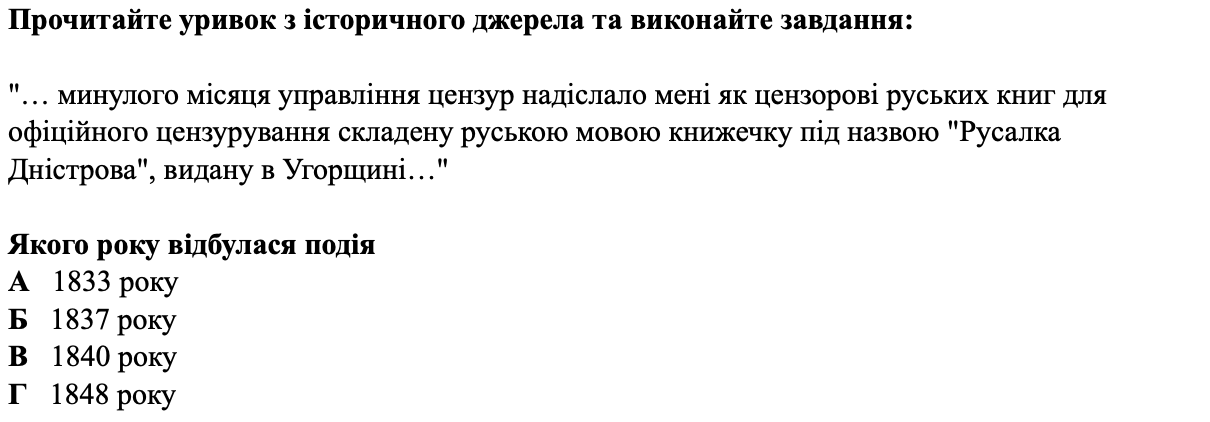 Прочитайте уривок з історичного джерела та виконайте завдання:
"… минулого місяця управління цензур надіслало мені як цензорові руських книг для
офіційного цензурування складену руською мовою книжечку під назвою "Русалка
Дністрова", видану в Угорщині…"
Якого року відбулася подія
А 1833 року
Б 1837 року
В 1840 року
Г 1848 року